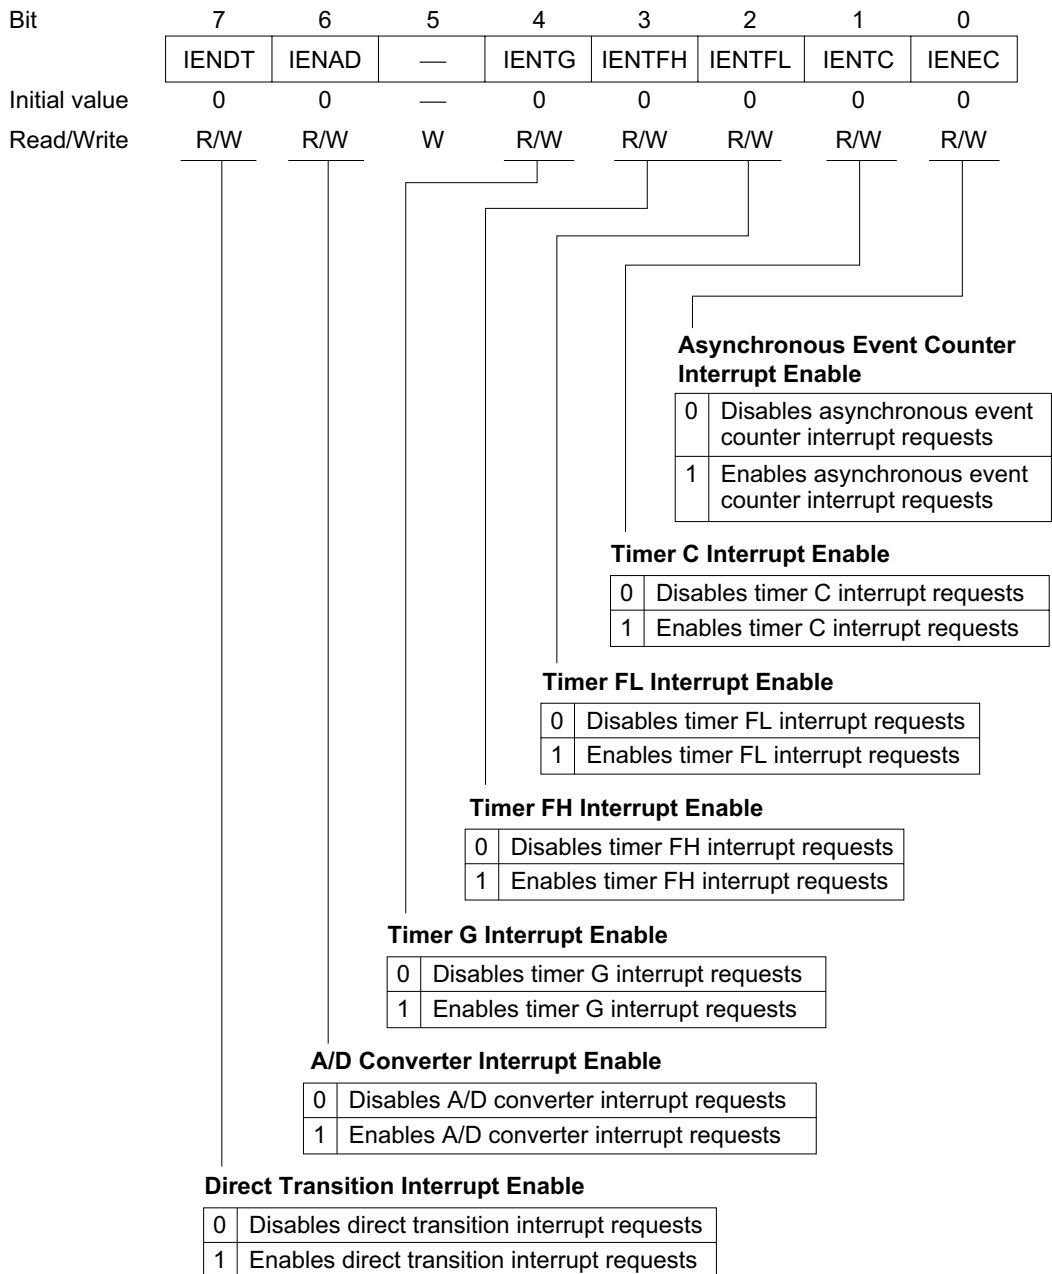 Bit 7 6 5 4 3 2 1 0
IENDT IENAD — IENTG IENTFH IENTFL IENTC IENEC
Initial value 0 0 — 0 0 0 0 0
Read/Write R/W R/W W R/W R/W R/W R/W R/W
Asynchronous Event Counter
Interrupt Enable
0 Disables asynchronous event
counter interrupt requests
1 Enables asynchronous event
counter interrupt requests
Timer C Interrupt Enable
0 Disables timer C interrupt requests
1 Enables timer C interrupt requests
Timer FL Interrupt Enable
0 Disables timer FL interrupt requests
1 Enables timer FL interrupt requests
Timer FH Interrupt Enable
0 Disables timer FH interrupt requests
1 Enables timer FH interrupt requests
Timer G Interrupt Enable
0 Disables timer G interrupt requests
1 Enables timer G interrupt requests
A/D Converter Interrupt Enable
0 Disables A/D converter interrupt requests
1 Enables A/D converter interrupt requests
Direct Transition Interrupt Enable
0 Disables direct transition interrupt requests
1 Enables direct transition interrupt requests